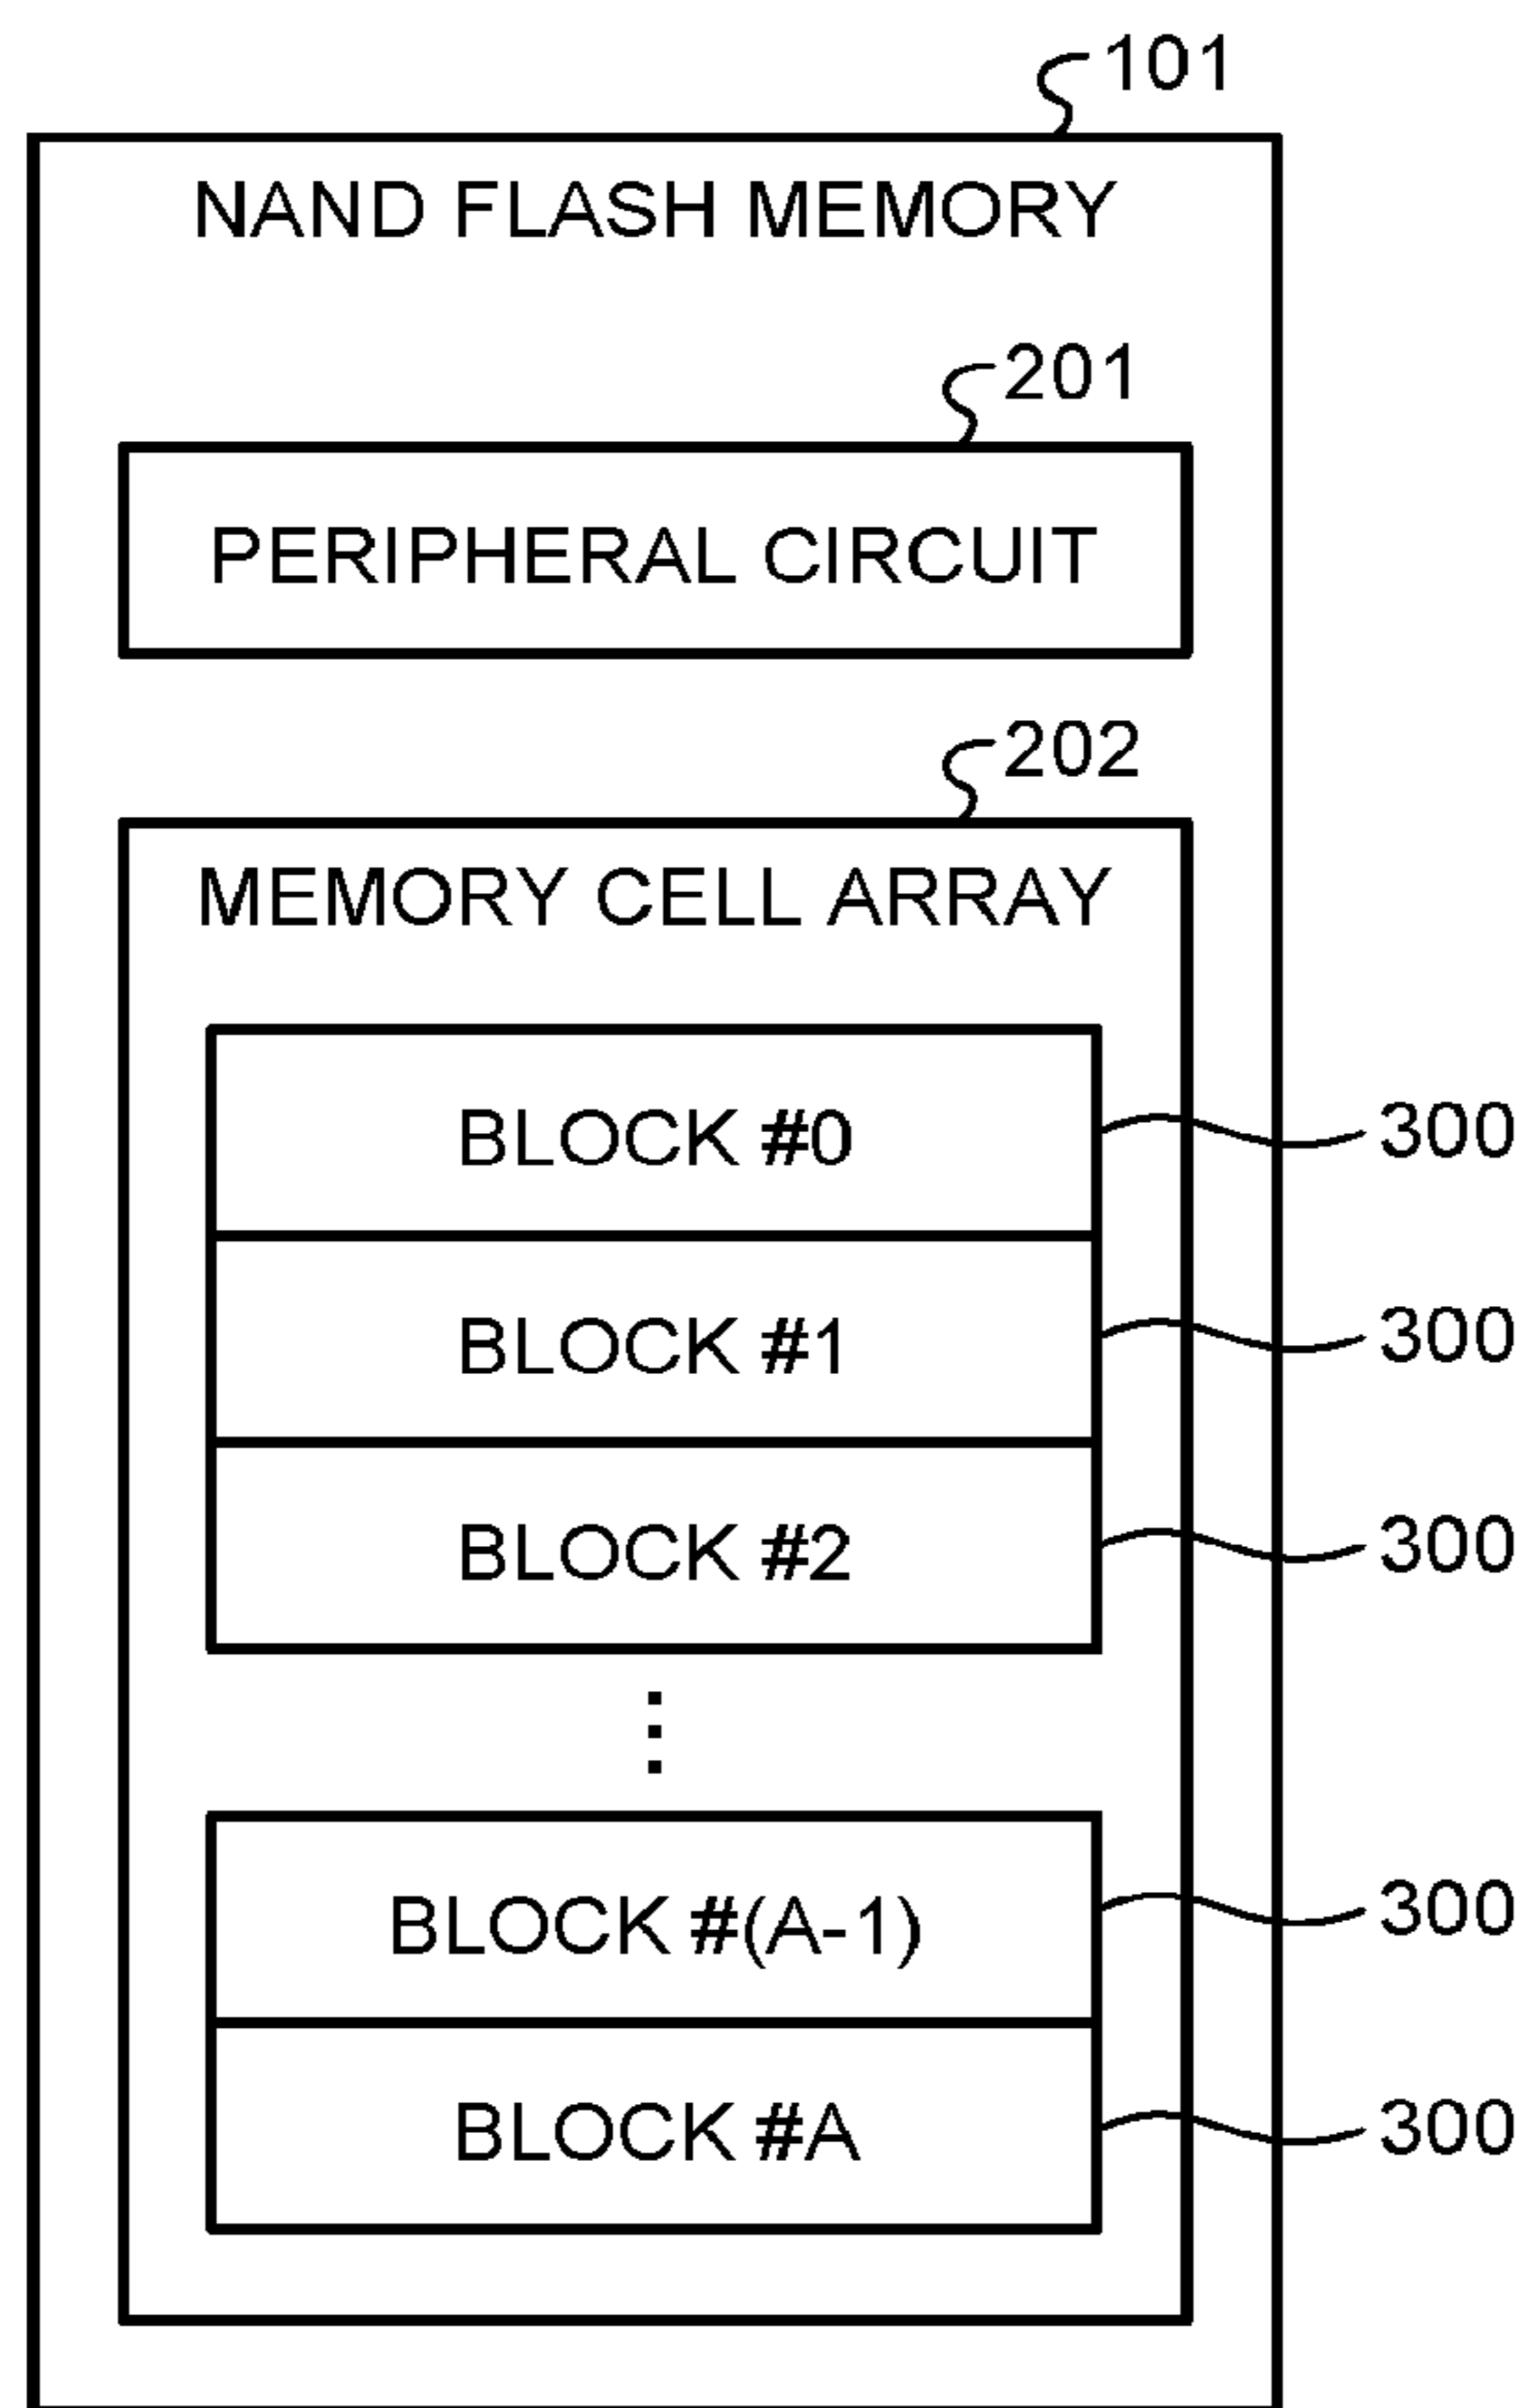 101
NAND FLASH MEMORY
201
PERIPHERAL CIRCUIT
202
MEMORY CELL ARRAY
BLOCK #0 300
BLOCK #1 300
BLOCK #2 300
BLOCK #(A-1) 300
BLOCK #A 300